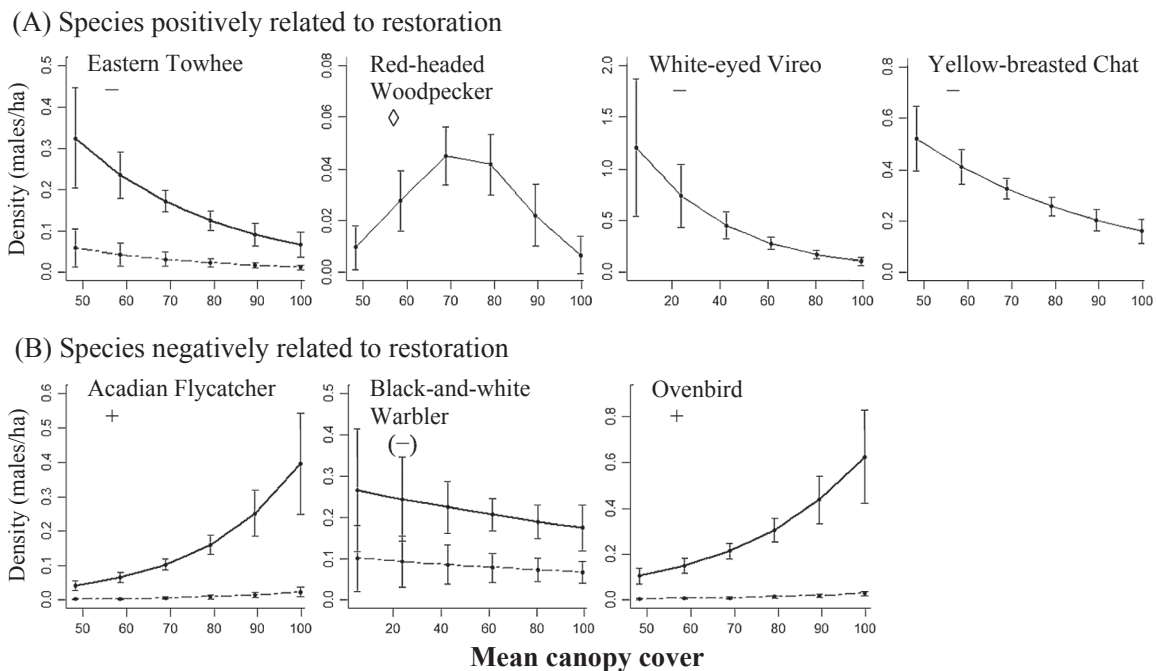 (A) Species positively related to restoration
Density (males/ha)
Eastern Towhee
−
0.0 0.1 0.2 0.3 0.4 0.5
50 60 70 80 90 100
Red-headed
Woodpecker
◊
0.00 0.02 0.04 0.06 0.08
50 60 70 80 90 100
White-eyed Vireo
−
0.0 0.5 1.0 1.5 2.0
20 40 60 80 100
Yellow-breasted Chat
−
0.0 0.2 0.4 0.6 0.8
50 60 70 80 90 100
(B) Species negatively related to restoration
Density (males/ha)
Acadian Flycatcher
+
0.0 0.1 0.2 0.3 0.4 0.5 0.6
50 60 70 80 90 100
Black-and-white
Warbler
(−)
0.0 0.1 0.2 0.3 0.4 0.5
20 40 60 80 100
Ovenbird
+
0.0 0.2 0.4 0.6 0.8
50 60 70 80 90 100
Mean canopy cover